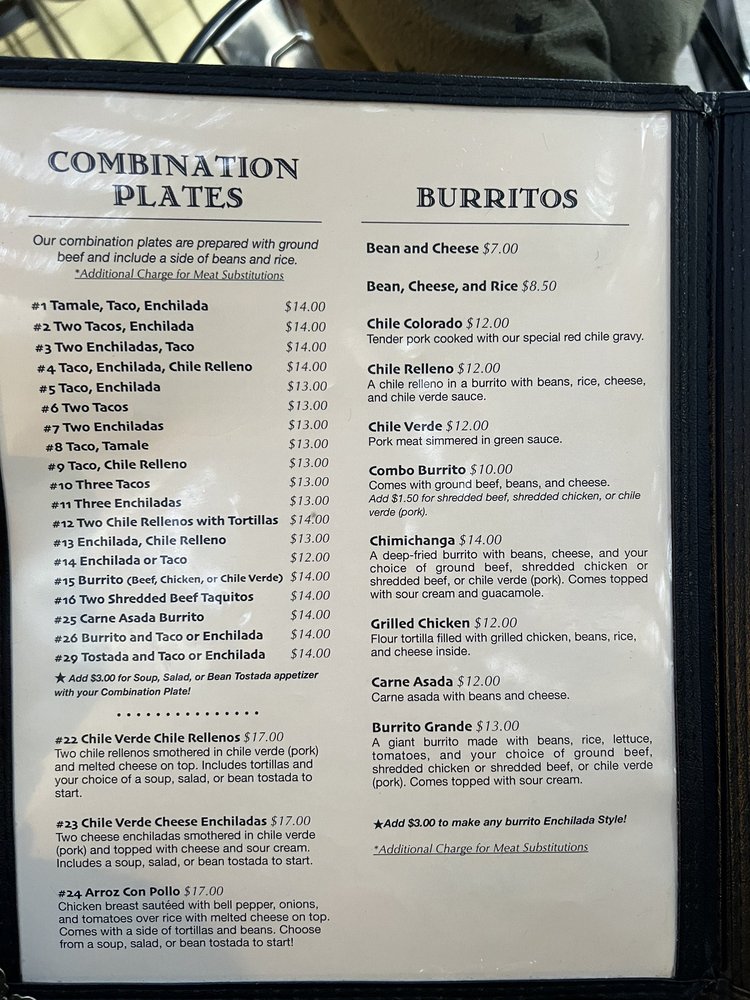 COMBINATION
PLATES
Our combination plates are prepared with ground
beef and include a side of beans and rice.
*Additional Charge for Meat Substitutions
#1 Tamale, Taco, Enchilada $14.00
#2 Two Tacos, Enchilada $14.00
#3 Two Enchiladas, Taco $14.00
#4 Taco, Enchilada, Chile Relleno $14.00
#5 Taco, Enchilada $13.00
#6 Two Tacos $13.00
#7 Two Enchiladas $13.00
#8 Taco, Tamale $13.00
#9 Taco, Chile Relleno $13.00
#10 Three Tacos $13.00
#11 Three Enchiladas $13.00
#12 Two Chile Rellenos with Tortillas $14.00
#13 Enchilada, Chile Relleno $13.00
#14 Enchilada or Taco $12.00
#15 Burrito (Beef, Chicken, or Chile Verde) $14.00
#16 Two Shredded Beef Taquitos $14.00
#25 Carne Asada Burrito $14.00
#26 Burrito and Taco or Enchilada $14.00
#29 Tostada and Taco or Enchilada $14.00
★ Add $3.00 for Soup, Salad, or Bean Tostada appetizer
with your Combination Plate!
#22 Chile Verde Chile Rellenos $17.00
Two chile rellenos smothered in chile verde (pork)
and melted cheese on top. Includes tortillas and
your choice of a soup, salad, or bean tostada to
start.
#23 Chile Verde Cheese Enchiladas $17.00
Two cheese enchiladas smothered in chile verde
(pork) and topped with cheese and sour cream.
Includes a soup, salad, or bean tostada to start.
#24 Arroz Con Pollo $17.00
Chicken breast sautéed with bell pepper, onions,
and tomatoes over rice with melted cheese on top.
Comes with a side of tortillas and beans. Choose
from a soup, salad, or bean tostada to start!
BURRITOS
Bean and Cheese $7.00
Bean, Cheese, and Rice $8.50
Chile Colorado $12.00
Tender pork cooked with our special red chile gravy.
Chile Relleno $12.00
A chile relleno in a burrito with beans, rice, cheese,
and chile verde sauce.
Chile Verde $12.00
Pork meat simmered in green sauce.
Combo Burrito $10.00
Comes with ground beef, beans, and cheese.
Add $1.50 for shredded beef, shredded chicken, or chile
verde (pork).
Chimichanga $14.00
A deep-fried burrito with beans, cheese, and your
choice of ground beef, shredded chicken or
shredded beef, or chile verde (pork). Comes topped
with sour cream and guacamole.
Grilled Chicken $12.00
Flour tortilla filled with grilled chicken, beans, rice,
and cheese inside.
Carne Asada $12.00
Carne asada with beans and cheese.
Burrito Grande $13.00
A giant burrito made with beans, rice, lettuce,
tomatoes, and your choice of ground beef,
shredded chicken or shredded beef, or chile verde
(pork). Comes topped with sour cream.
★Add $3.00 to make any burrito Enchilada Style!
*Additional Charge for Meat Substitutions